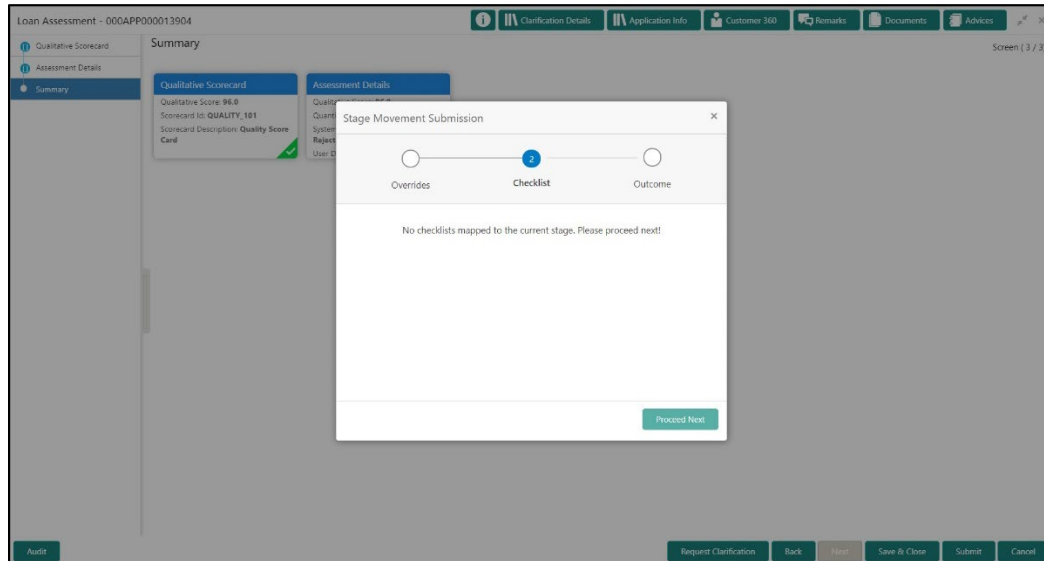 Loan Assessment - 000APP000013904
Clarification Details
Application Info
Customer 360
Remarks
Documents
Advices
Qualitative Scorecard
Assessment Details
Summary
Summary
Screen ( 3 / 3
Qualitative Scorecard
Qualitative Score: 96.0
Scorecard Id: QUALITY_101
Scorecard Description: Quality Score
Card
Assessment Details
Reject
User D
Stage Movement Submission
2
Overrides
Checklist
Outcome
No checklists mapped to the current stage. Please proceed next!
Proceed Next
Audit
Request Clarification
Back
Next
Save & Close
Submit
Cancel